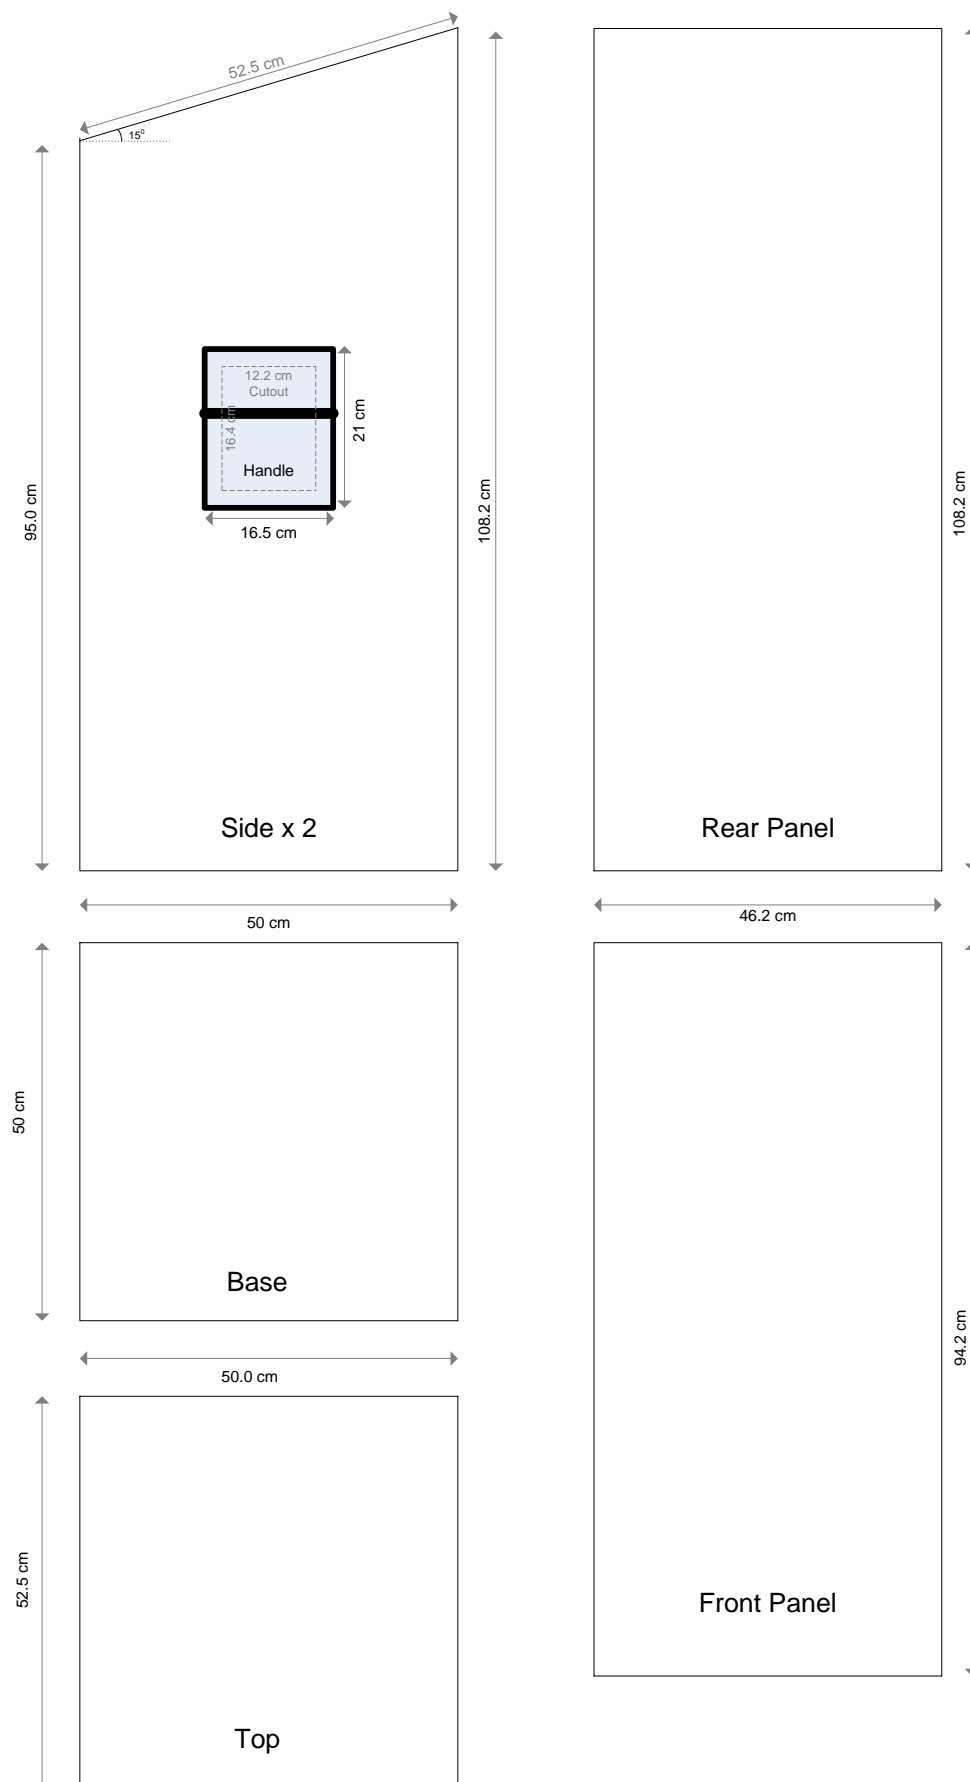 52.5 cm
15⁰
12.2 cm
Cutout
16.4 cm
Handle
21 cm
16.5 cm
95.0 cm
108.2 cm
108.2 cm
Side x 2
Rear Panel
50 cm
46.2 cm
50 cm
Base
50.0 cm
94.2 cm
52.5 cm
Front Panel
Top